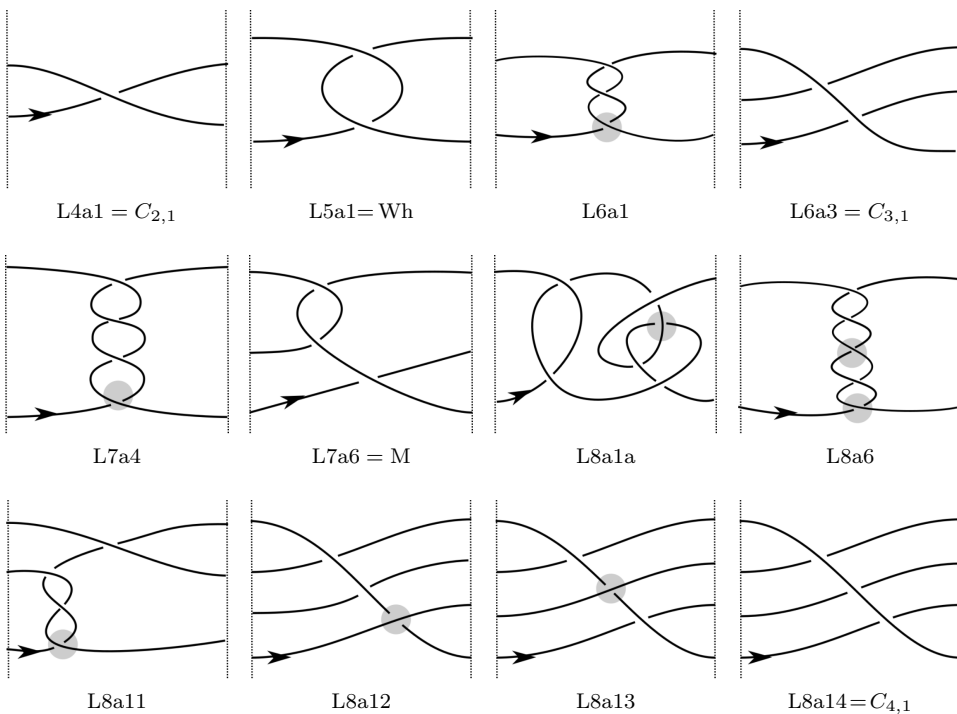 L4a1 = C₂,₁ L5a1=Wh L6a1 L6a3 = C₃,₁
L7a4 L7a6 = M L8a1a L8a6
L8a11 L8a12 L8a13 L8a14=C₄,₁